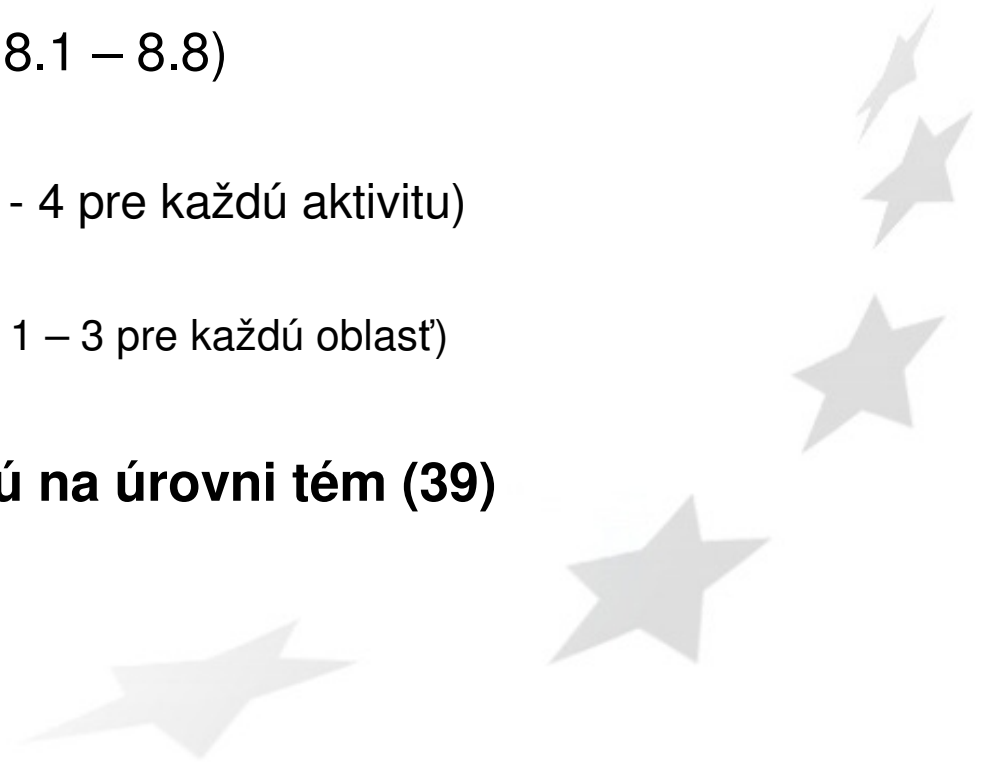 8.1 – 8.8)
- 4 pre každú aktivitu)
1 – 3 pre každú oblasť)
ú na úrovni tém (39)